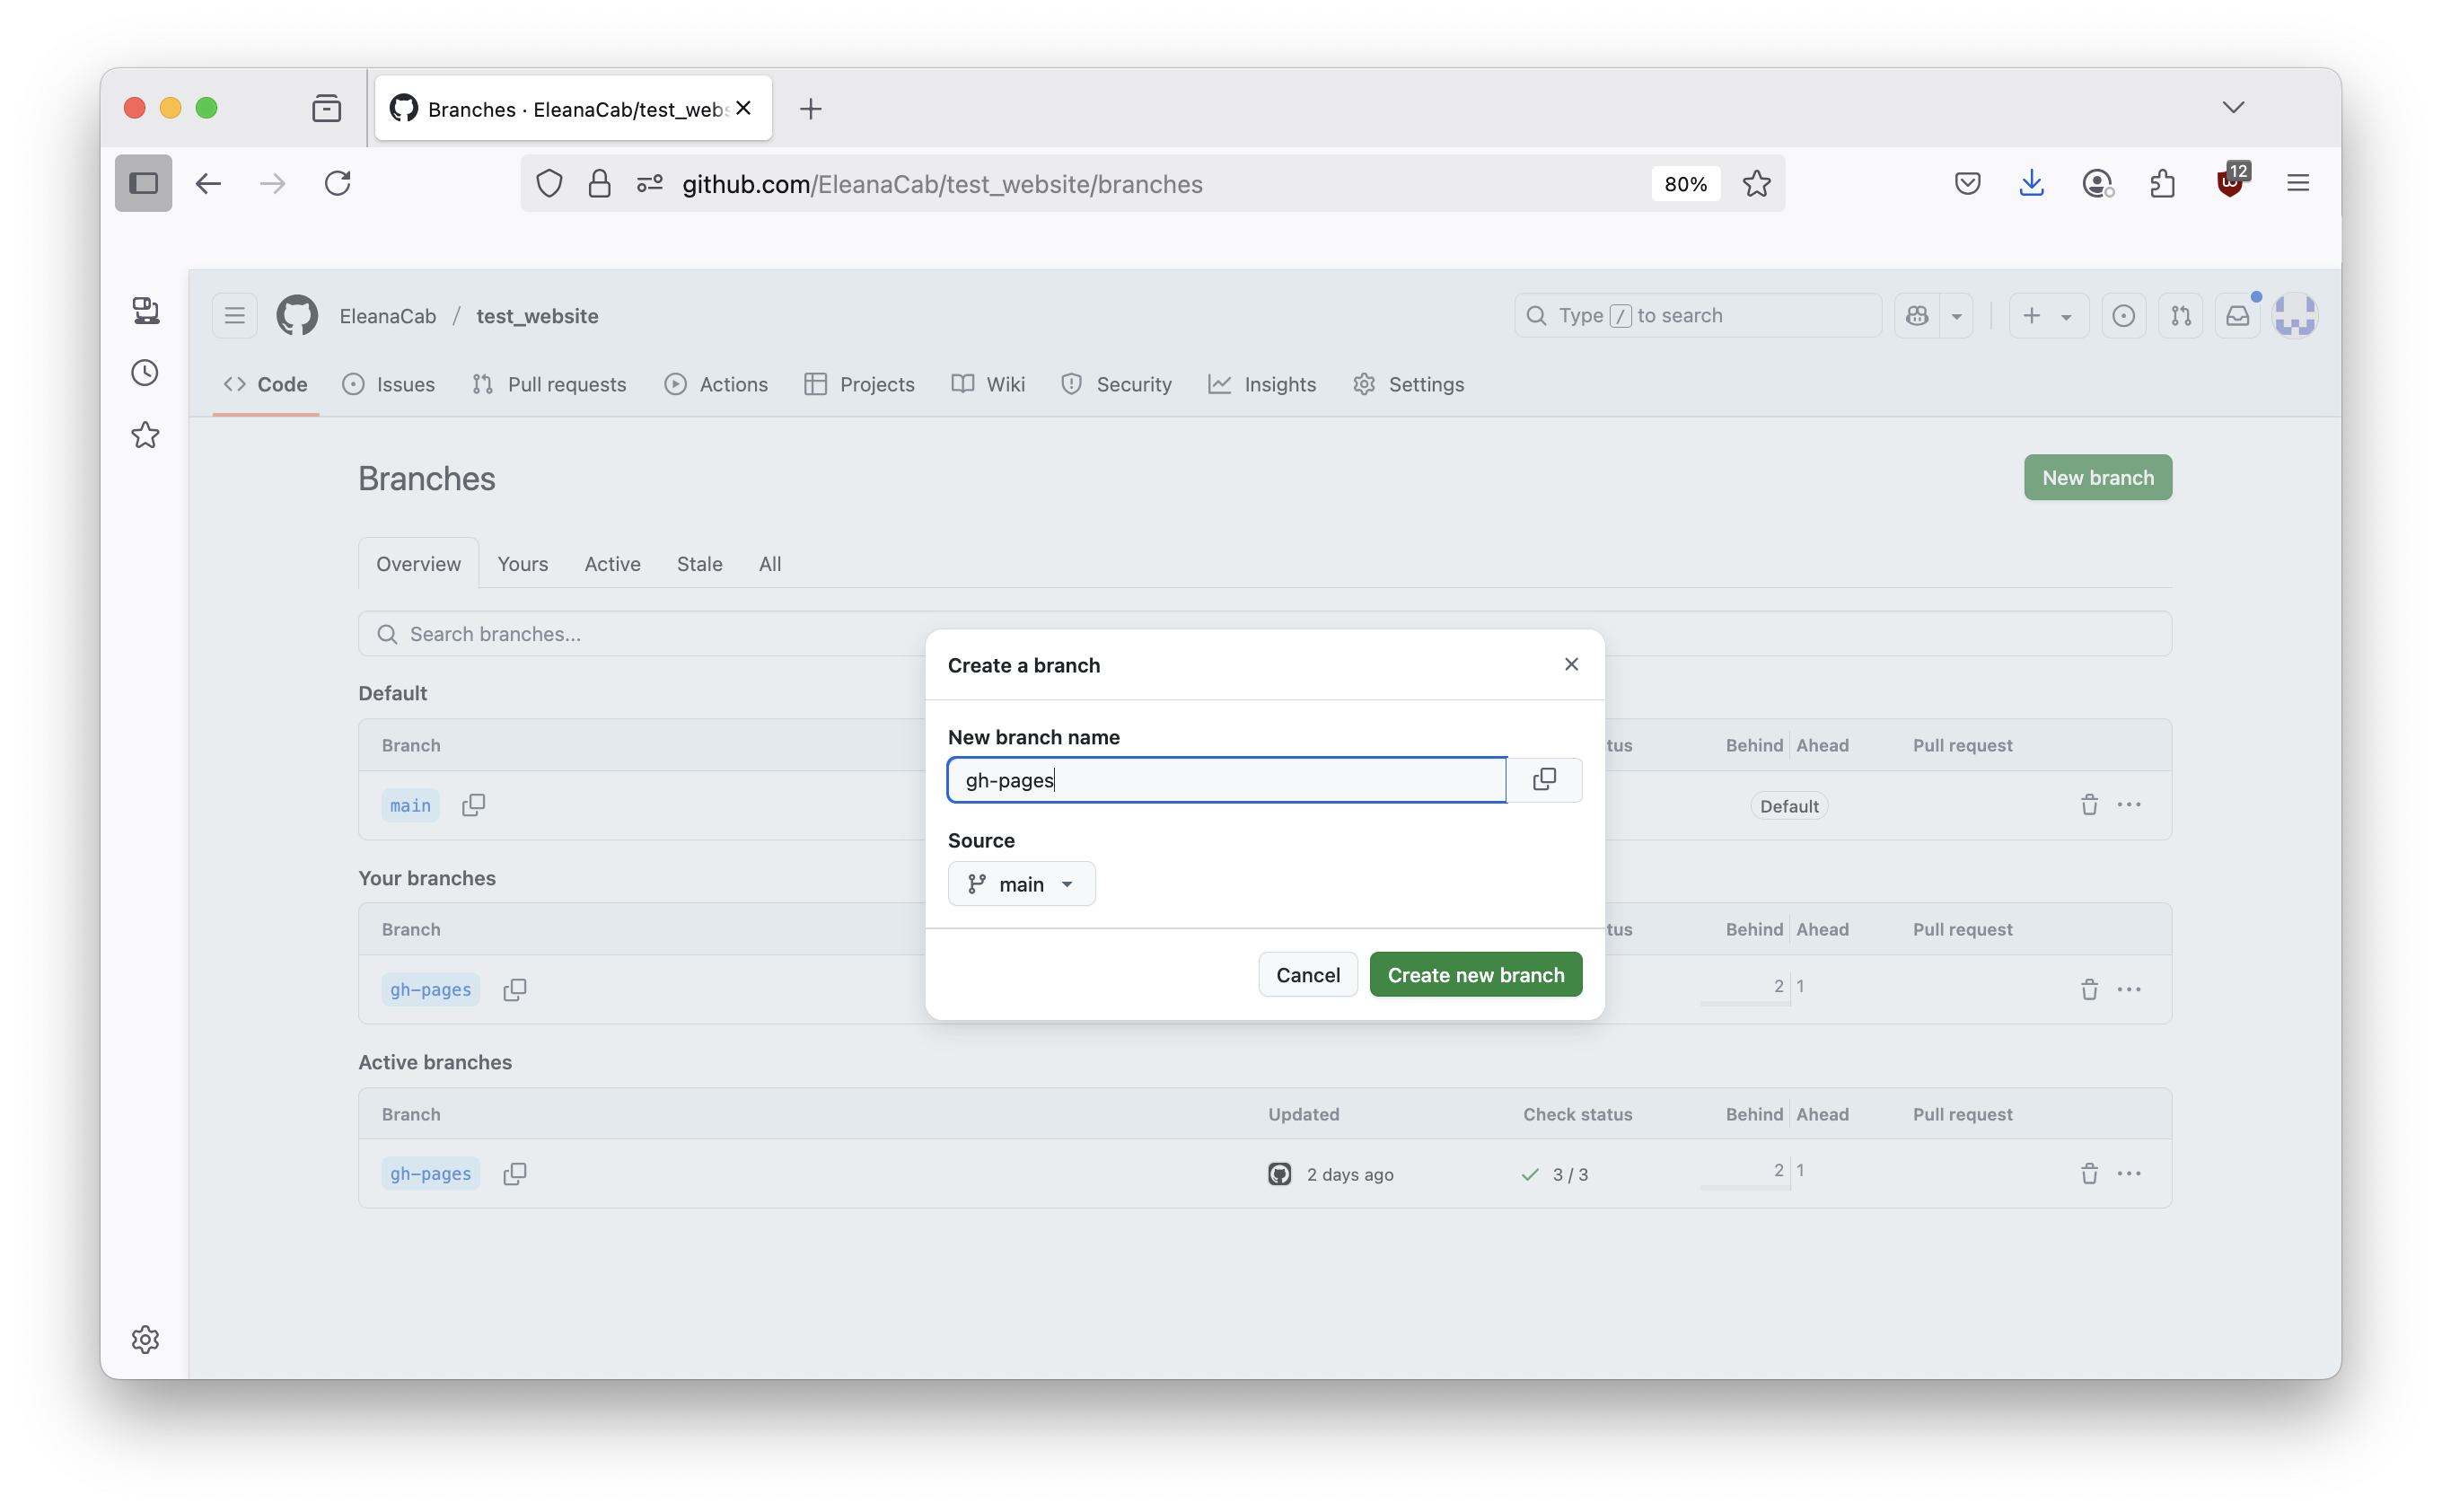 Branches · EleanaCab/test_webs
github.com/EleanaCab/test_website/branches
80%
12
EleanaCab / test_website
Type / to search
Code
Issues
Pull requests
Actions
Projects
Wiki
Security
Insights
Settings
Branches
New branch
Overview
Yours
Active
Stale
All
Search branches...
Create a branch
Default
New branch name
Branch
tus
Behind
Ahead
Pull request
gh-pages
main
Default
Source
main
Your branches
Branch
tus
Behind
Ahead
Pull request
Cancel
Create new branch
gh-pages
2
1
Active branches
Branch
Updated
Check status
Behind
Ahead
Pull request
gh-pages
2 days ago
3 / 3
2
1